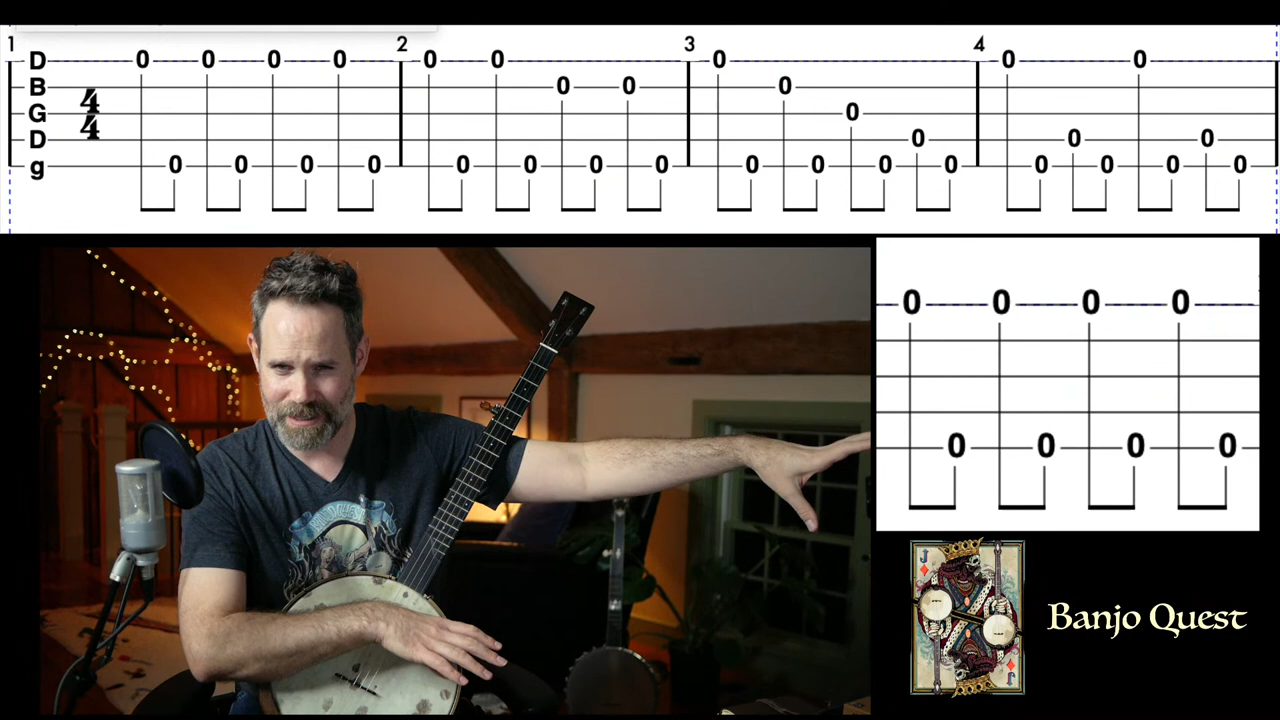 1 2 3 4
D 0 0 0 0 0 0 0 0 0
B 0 0 0
G 4 0
D 4 0 0 0
g 0 0 0 0 0 0 0 0 0 0 0 0 0 0 0 0
0 0 0 0
0 0 0 0
J
Banjo Quest
J